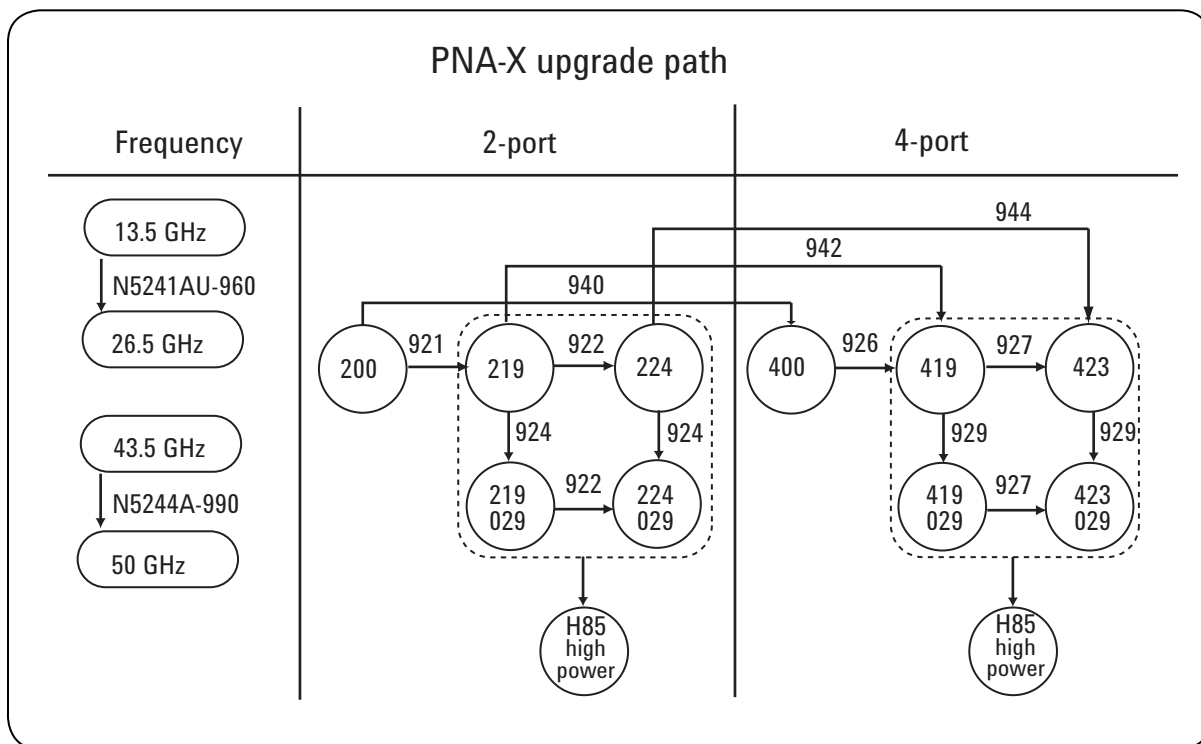 PNA-X upgrade path
Frequency
2-port
4-port
13.5 GHz
N5241AU-960
26.5 GHz
43.5 GHz
N5244A-990
50 GHz
944
942
940
200
921
219
922
224
400
926
419
927
423
924
924
929
929
219
029
922
224
029
419
029
927
423
029
H85
high
power
H85
high
power